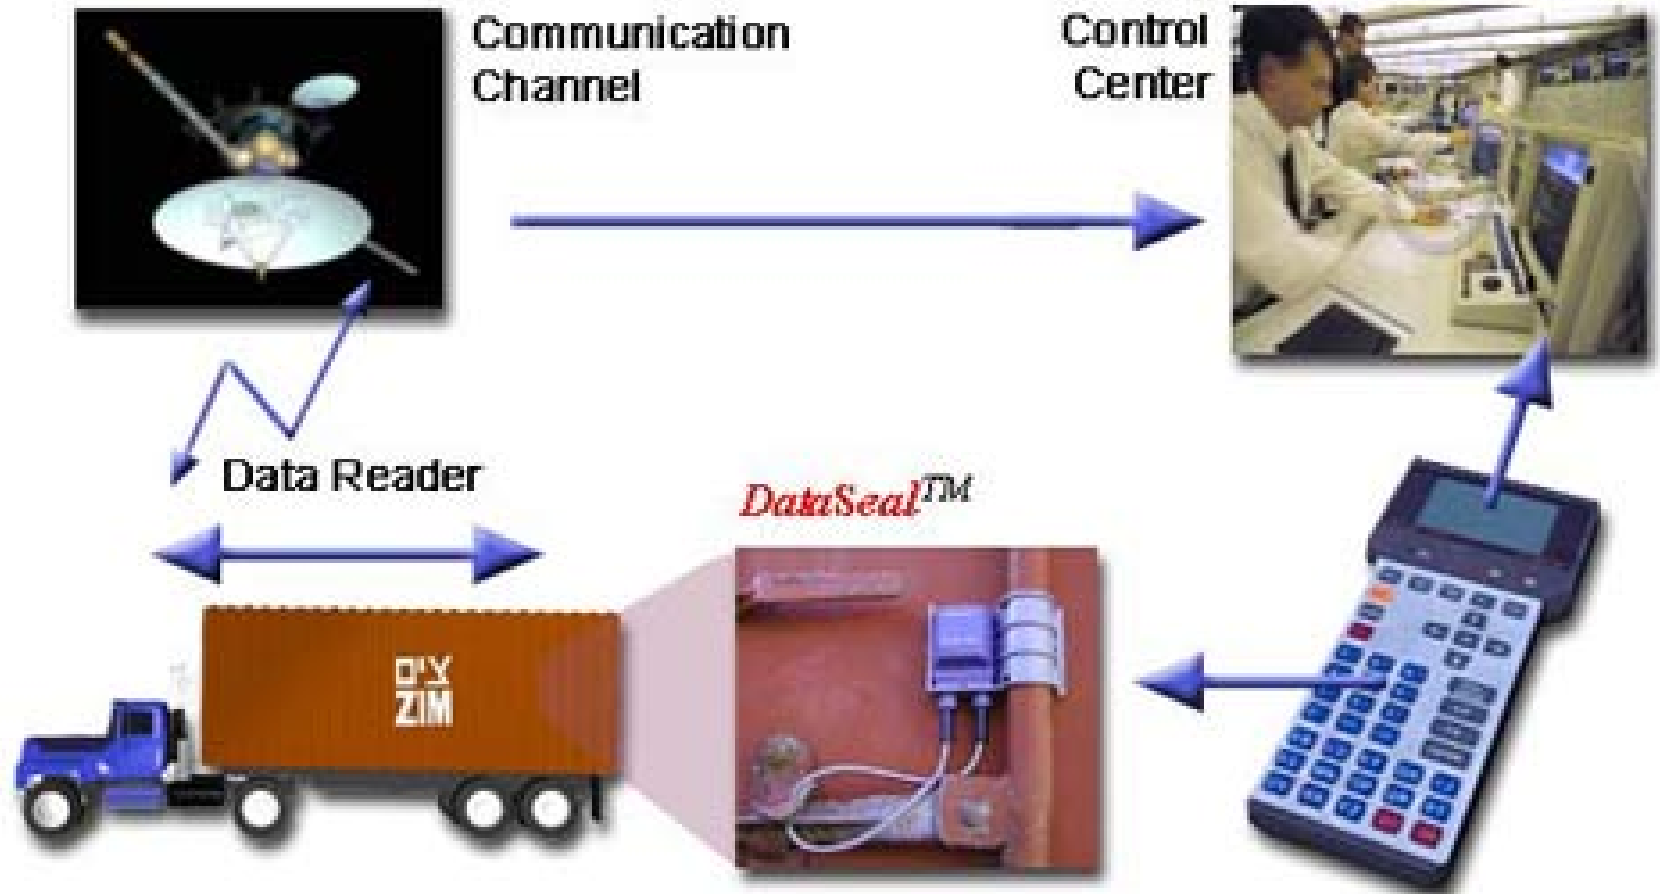 Communication
Channel
Control
Center
Data Reader
DataSeal™
צים
ZIM